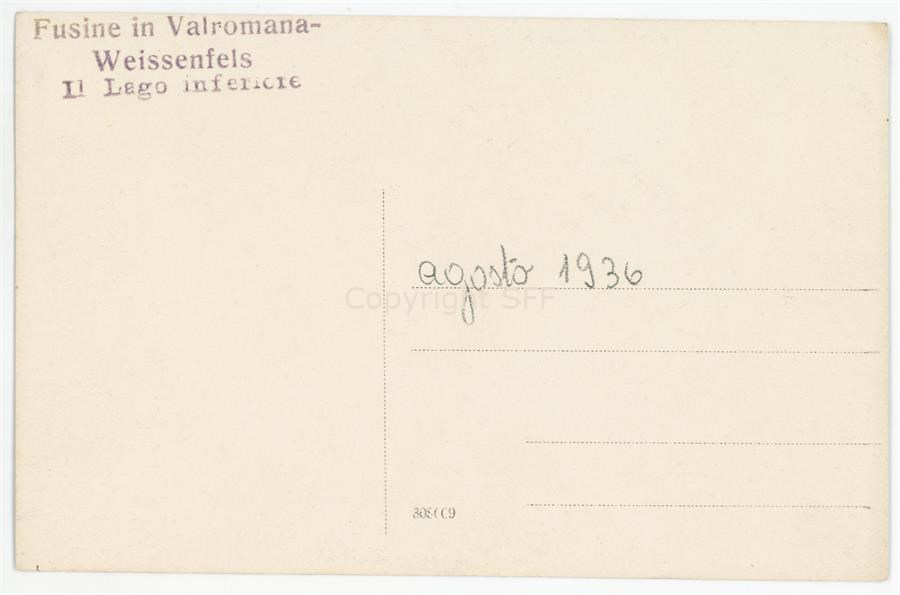 Fusine in Valromana-
Weissenfels
Il Lago inferiore
agosto 1936
Copyright SFF